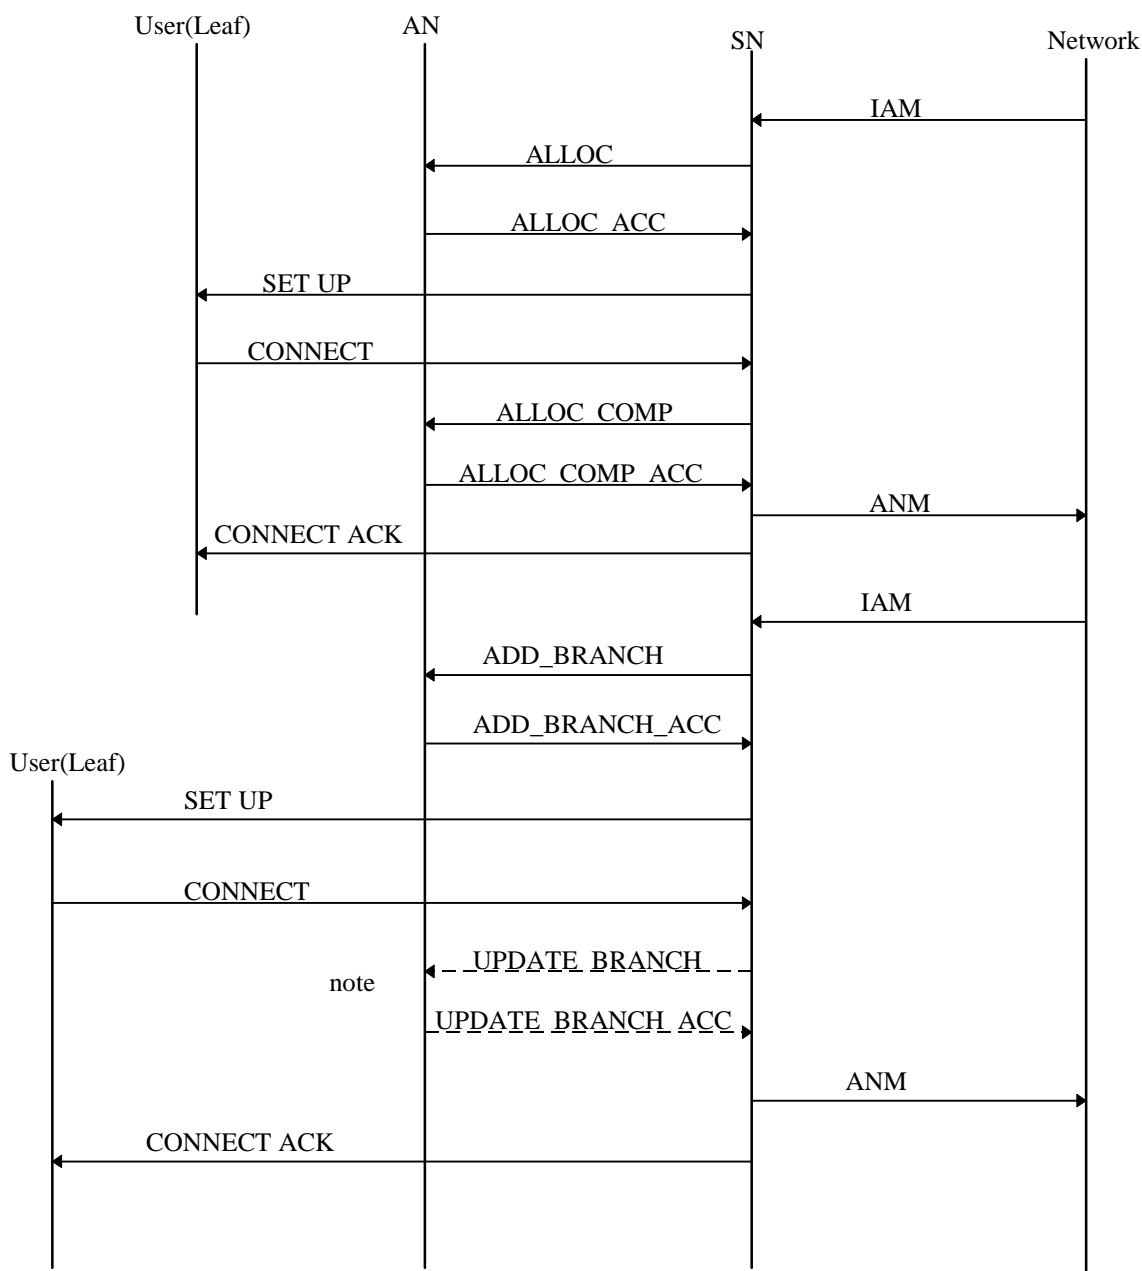 User(Leaf)
AN
SN
Network
IAM
ALLOC
ALLOC_ACC
SET UP
CONNECT
ALLOC_COMP
ALLOC_COMP_ACC
ANM
CONNECT ACK
IAM
ADD_BRANCH
ADD_BRANCH_ACC
User(Leaf)
SET UP
CONNECT
UPDATE_BRANCH
note
UPDATE_BRANCH_ACC
ANM
CONNECT ACK